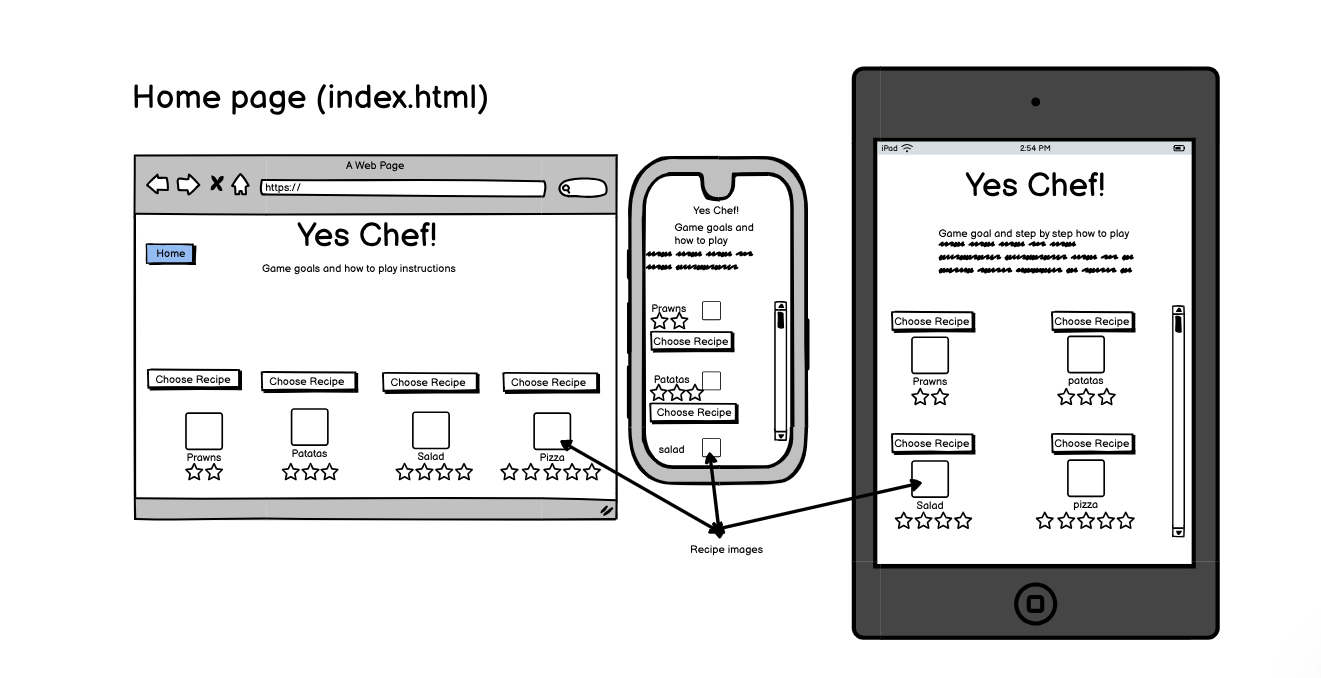 Home page (index.html)
A Web Page
https://
Yes Chef!
Home
Game goals and how to play instructions
Choose Recipe
Choose Recipe
Choose Recipe
Choose Recipe
Prawns
Patatas
Salad
Pizza
Yes Chef!
Game goals and
how to play
Prawns
Choose Recipe
Patatas
Choose Recipe
salad
Recipe images
iPad
2:54 PM
Yes Chef!
Game goal and step by step how to play
Choose Recipe
Choose Recipe
Prawns
patatas
Choose Recipe
Choose Recipe
Salad
pizza